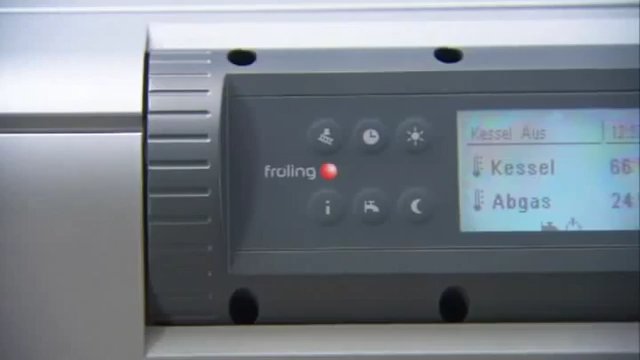 Kessel Aus
froling
Kessel 66
Abgas 24
i